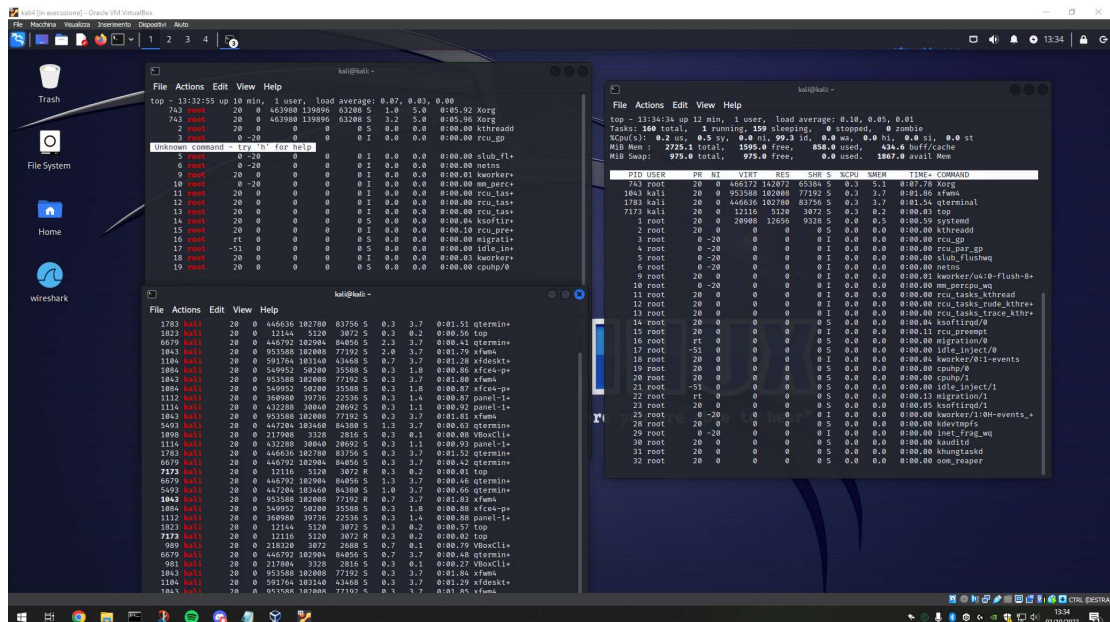 kali64 [In esecuzione] - Oracle VM VirtualBox
File Macchina Visualizza Inserimento Dispositivi Aiuto
1 2 3 4 13:34
Trash
File System
Home
wireshark
kali@kali: ~
File Actions Edit View Help
top - 13:32:55 up 10 min, 1 user, load average: 0.07, 0.03, 0.00
743 root 20 0 463980 139896 63208 S 1.0 5.0 0:05.92 Xorg
743 root 20 0 463980 139896 63208 S 3.2 5.0 0:05.96 Xorg
2 root 20 0 0 0 0 S 0.0 0.0 0:00.00 kthreadd
3 root 0 -20 0 0 0 I 0.0 0.0 0:00.00 rcu_gp
Unknown command - try 'h' for help
5 root 0 -20 0 0 0 I 0.0 0.0 0:00.00 slub_fl+
6 root 0 -20 0 0 0 I 0.0 0.0 0:00.00 netns
9 root 20 0 0 0 0 I 0.0 0.0 0:00.01 kworker+
10 root 0 -20 0 0 0 I 0.0 0.0 0:00.00 mm_perc+
11 root 20 0 0 0 0 I 0.0 0.0 0:00.00 rcu_tas+
12 root 20 0 0 0 0 I 0.0 0.0 0:00.00 rcu_tas+
13 root 20 0 0 0 0 I 0.0 0.0 0:00.00 rcu_tas+
14 root 20 0 0 0 0 S 0.0 0.0 0:00.04 ksoftir+
15 root 20 0 0 0 0 I 0.0 0.0 0:00.10 rcu_pre+
16 root rt 0 0 0 0 S 0.0 0.0 0:00.00 migrati+
17 root -51 0 0 0 0 S 0.0 0.0 0:00.00 idle_in+
18 root 20 0 0 0 0 I 0.0 0.0 0:00.03 kworker+
19 root 20 0 0 0 0 S 0.0 0.0 0:00.00 cpuhp/0
kali@kali: ~
File Actions Edit View Help
1783 kali 20 0 446636 102780 83756 S 0.3 3.7 0:01.51 qtermin+
1823 kali 20 0 12144 5120 3072 S 0.3 0.2 0:00.56 top
6679 kali 20 0 446792 102904 84056 S 2.3 3.7 0:00.41 qtermin+
1043 kali 20 0 953588 102008 77192 S 2.0 3.7 0:01.79 xfwm4
1104 kali 20 0 591764 103140 43468 S 0.7 3.7 0:01.28 xfdeskt+
1084 kali 20 0 549952 50200 35588 S 0.3 1.8 0:00.86 xfce4-p+
1043 kali 20 0 953588 102008 77192 S 0.3 3.7 0:01.80 xfwm4
1084 kali 20 0 549952 50200 35588 S 0.3 1.8 0:00.87 xfce4-p+
1112 kali 20 0 360980 39736 22536 S 0.3 1.4 0:00.87 panel-1+
1114 kali 20 0 432288 30040 20692 S 0.3 1.1 0:00.92 panel-1+
1043 kali 20 0 953588 102008 77192 S 0.3 3.7 0:01.81 xfwm4
5493 kali 20 0 447204 103460 84380 S 1.3 3.7 0:00.63 qtermin+
1098 kali 20 0 217908 3328 2816 S 0.3 0.1 0:00.08 VBoxCli+
1114 kali 20 0 432288 30040 20692 S 0.3 1.1 0:00.93 panel-1+
1783 kali 20 0 446636 102780 83756 S 0.3 3.7 0:01.52 qtermin+
6679 kali 20 0 446792 102904 84056 S 0.3 3.7 0:00.42 qtermin+
7173 kali 20 0 12116 5120 3072 R 0.3 0.2 0:00.01 top
6679 kali 20 0 446792 102904 84056 S 1.3 3.7 0:00.46 qtermin+
5493 kali 20 0 447204 103460 84380 S 1.0 3.7 0:00.66 qtermin+
1043 kali 20 0 953588 102008 77192 R 0.7 3.7 0:01.83 xfwm4
1084 kali 20 0 549952 50200 35588 S 0.3 1.8 0:00.88 xfce4-p+
1112 kali 20 0 360980 39736 22536 S 0.3 1.4 0:00.88 panel-1+
1823 kali 20 0 12144 5120 3072 S 0.3 0.2 0:00.57 top
7173 kali 20 0 12116 5120 3072 R 0.3 0.2 0:00.02 top
989 kali 20 0 218320 3072 2688 S 0.7 0.1 0:00.79 VBoxCli+
6679 kali 20 0 446792 102904 84056 S 0.7 3.7 0:00.48 qtermin+
981 kali 20 0 217804 3328 2816 S 0.3 0.1 0:00.27 VBoxCli+
1043 kali 20 0 953588 102008 77192 S 0.3 3.7 0:01.84 xfwm4
1104 kali 20 0 591764 103140 43468 S 0.3 3.7 0:01.29 xfdeskt+
1043 kali 20 0 953588 102008 77192 S 0.3 3.7 0:01.85 xfwm4
kali@kali: ~
File Actions Edit View Help
top - 13:34:34 up 12 min, 1 user, load average: 0.10, 0.05, 0.01
Tasks: 160 total, 1 running, 159 sleeping, 0 stopped, 0 zombie
%Cpu(s): 0.2 us, 0.5 sy, 0.0 ni, 99.3 id, 0.0 wa, 0.0 hi, 0.0 si, 0.0 st
MiB Mem : 2725.1 total, 1595.0 free, 858.0 used, 434.6 buff/cache
MiB Swap: 975.0 total, 975.0 free, 0.0 used. 1867.0 avail Mem
PID USER PR NI VIRT RES SHR S %CPU %MEM TIME+ COMMAND
743 root 20 0 466172 142072 65384 S 0.3 5.1 0:07.78 Xorg
1043 kali 20 0 953588 102008 77192 S 0.3 3.7 0:01.86 xfwm4
1783 kali 20 0 446636 102780 83756 S 0.3 3.7 0:01.54 qterminal
7173 kali 20 0 12116 5120 3072 R 0.3 0.2 0:00.03 top
1 root 20 0 20908 12656 9328 S 0.0 0.5 0:00.59 systemd
2 root 20 0 0 0 0 S 0.0 0.0 0:00.00 kthreadd
3 root 0 -20 0 0 0 I 0.0 0.0 0:00.00 rcu_gp
4 root 0 -20 0 0 0 I 0.0 0.0 0:00.00 rcu_par_gp
5 root 0 -20 0 0 0 I 0.0 0.0 0:00.00 slub_flushwq
6 root 0 -20 0 0 0 I 0.0 0.0 0:00.00 netns
9 root 20 0 0 0 0 I 0.0 0.0 0:00.01 kworker/u4:0-flush-8+
10 root 0 -20 0 0 0 I 0.0 0.0 0:00.00 mm_percpu_wq
11 root 20 0 0 0 0 I 0.0 0.0 0:00.00 rcu_tasks_kthread
12 root 20 0 0 0 0 I 0.0 0.0 0:00.00 rcu_tasks_rude_kthre+
13 root 20 0 0 0 0 I 0.0 0.0 0:00.00 rcu_tasks_trace_kthr+
14 root 20 0 0 0 0 S 0.0 0.0 0:00.04 ksoftirqd/0
15 root 20 0 0 0 0 I 0.0 0.0 0:00.11 rcu_preempt
16 root rt 0 0 0 0 S 0.0 0.0 0:00.00 migration/0
17 root -51 0 0 0 0 S 0.0 0.0 0:00.00 idle_inject/0
18 root 20 0 0 0 0 I 0.0 0.0 0:00.04 kworker/0:1-events
19 root 20 0 0 0 0 S 0.0 0.0 0:00.00 cpuhp/0
20 root 20 0 0 0 0 S 0.0 0.0 0:00.00 cpuhp/1
21 root -51 0 0 0 0 S 0.0 0.0 0:00.00 idle_inject/1
22 root rt 0 0 0 0 S 0.0 0.0 0:00.13 migration/1
23 root 20 0 0 0 0 S 0.0 0.0 0:00.05 ksoftirqd/1
25 root 0 -20 0 0 0 I 0.0 0.0 0:00.00 kworker/1:0H-events_+
28 root 20 0 0 0 0 S 0.0 0.0 0:00.00 kdevtmpfs
29 root 0 -20 0 0 0 I 0.0 0.0 0:00.00 inet_frag_wq
30 root 20 0 0 0 0 S 0.0 0.0 0:00.00 kauditd
31 root 20 0 0 0 0 S 0.0 0.0 0:00.00 khungtaskd
32 root 20 0 0 0 0 S 0.0 0.0 0:00.00 oom_reaper
CTRL (DESTRA
13:34